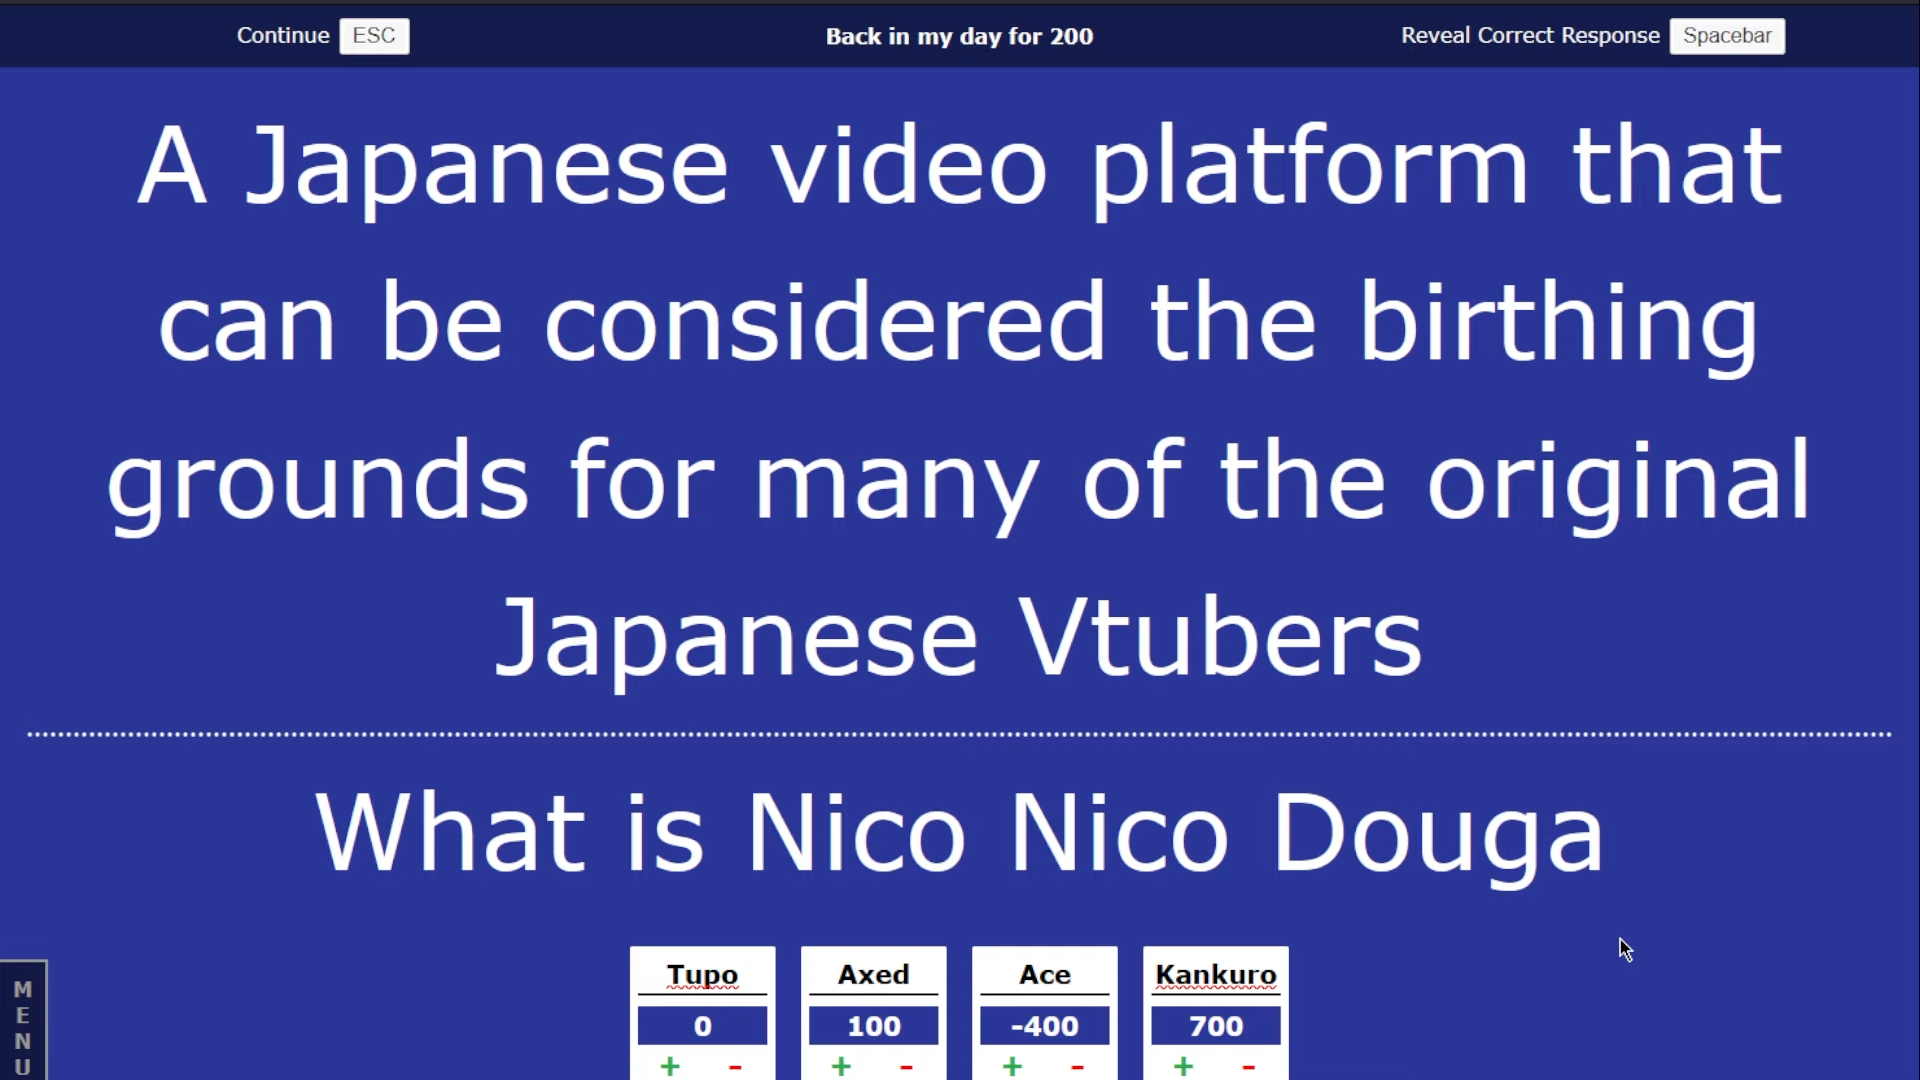 Continue ESC Back in my day for 200 Reveal Correct Response Spacebar
A Japanese video platform that
can be considered the birthing
grounds for many of the original
Japanese Vtubers
What is Nico Nico Douga
Tupo Axed Ace Kankuro
0 100 -400 700
+ - + - + - + -
MENU